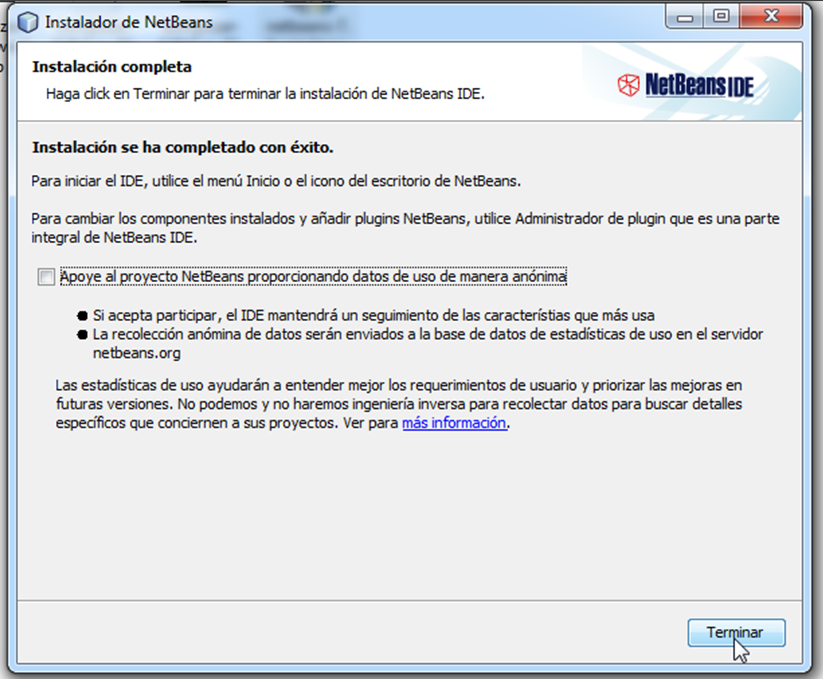 Instalador de NetBeans
Instalación completa
Haga click en Terminar para terminar la instalación de NetBeans IDE.
NetBeans IDE
Instalación se ha completado con éxito.
Para iniciar el IDE, utilice el menú Inicio o el icono del escritorio de NetBeans.
Para cambiar los componentes instalados y añadir plugins NetBeans, utilice Administrador de plugin que es una parte
integral de NetBeans IDE.
Apoye al proyecto NetBeans proporcionando datos de uso de manera anónima
Si acepta participar, el IDE mantendrá un seguimiento de las característias que más usa
La recolección anómina de datos serán enviados a la base de datos de estadísticas de uso en el servidor
netbeans.org
Las estadísticas de uso ayudarán a entender mejor los requerimientos de usuario y priorizar las mejoras en
futuras versiones. No podemos y no haremos ingeniería inversa para recolectar datos para buscar detalles
específicos que conciernen a sus proyectos. Ver para más información.
Terminar